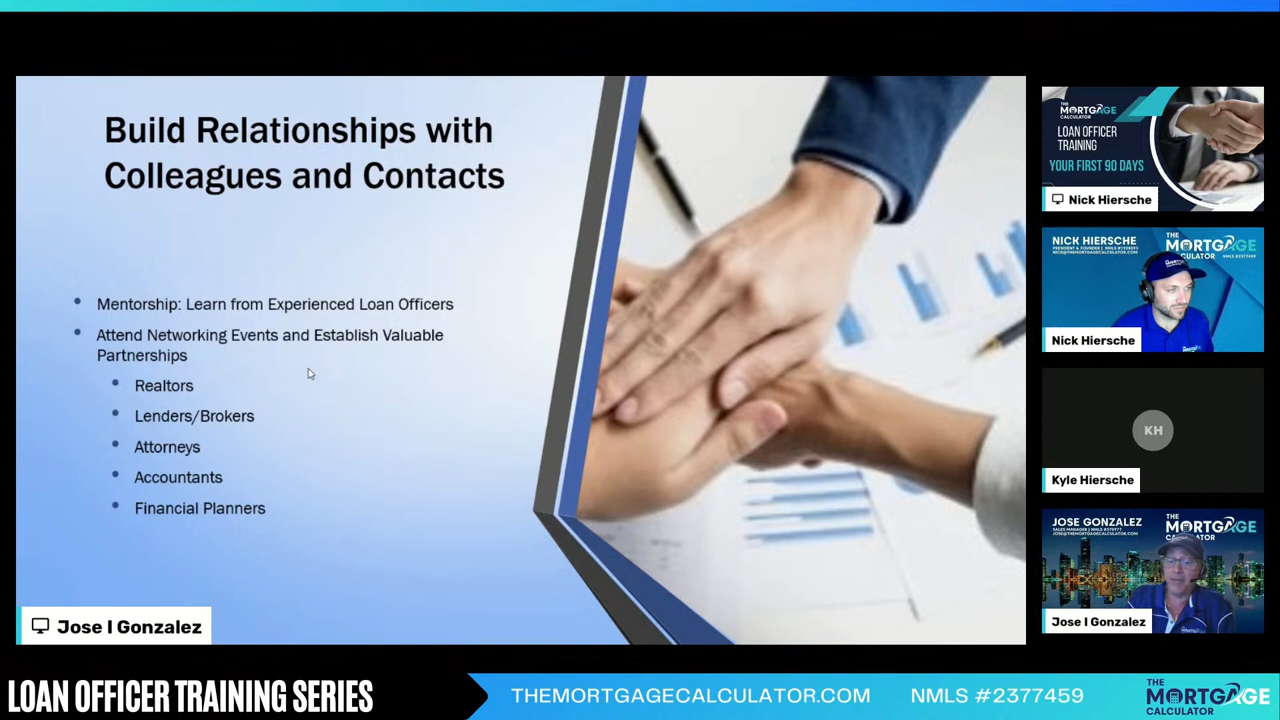 Build Relationships with
Colleagues and Contacts
Mentorship: Learn from Experienced Loan Officers
Attend Networking Events and Establish Valuable
Partnerships
Realtors
Lenders/Brokers
Attorneys
Accountants
Financial Planners
Jose I Gonzalez
THE
MORTGAGE
CALCULATOR
LOAN OFFICER
TRAINING
YOUR FIRST 90 DAYS
Nick Hiersche
NICK HIERSCHE
THE
MORTGAGE
CALCULATOR
NMLS #2377459
Nick Hiersche
KH
Kyle Hiersche
JOSE GONZALEZ
THE
MORTGAGE
Jose I Gonzalez
LOAN OFFICER TRAINING SERIES
THEMORTGAGECALCULATOR.COM
NMLS #2377459
THE
MORTGAGE
CALCULATOR